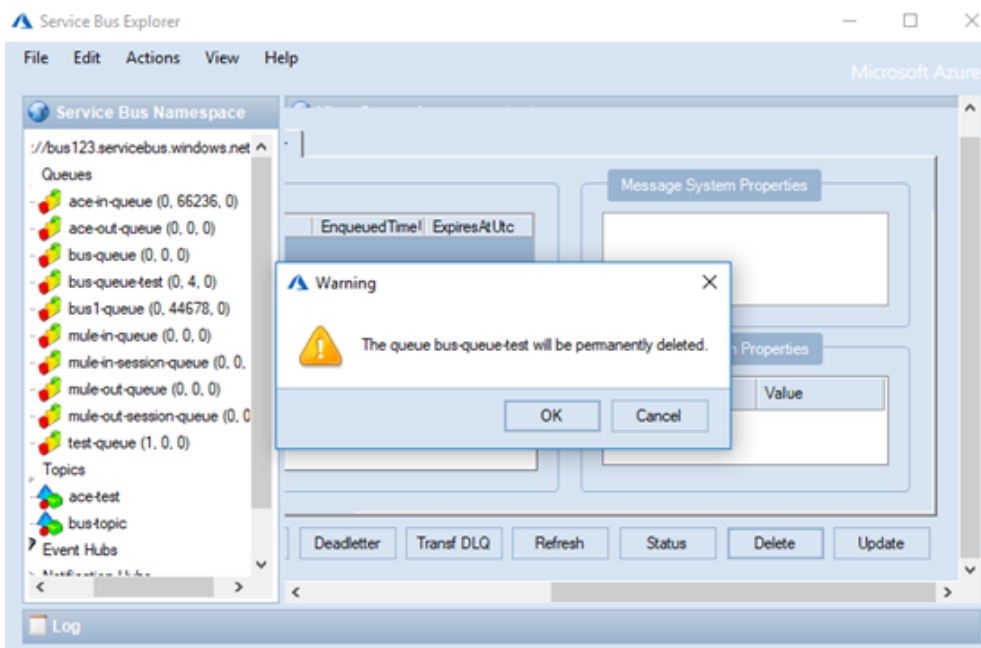 Service Bus Explorer
File Edit Actions View Help
Microsoft Azure
Service Bus Namespace
://bus123.servicebus.windows.net
Queues
ace-in-queue (0, 66236, 0)
ace-out-queue (0, 0, 0)
bus-queue (0, 0, 0)
bus-queue-test (0, 4, 0)
bus1-queue (0, 44678, 0)
mule-in-queue (0, 0, 0)
mule-in-session-queue (0, 0,
mule-out-queue (0, 0, 0)
mule-out-session-queue (0, 0
test-queue (1, 0, 0)
Topics
ace-test
bus-topic
Event Hubs
Message System Properties
EnqueuedTimeU ExpiresAtUtc
Warning
The queue bus-queue-test will be permanently deleted.
OK Cancel
Properties
Value
Deadletter Transf DLQ Refresh Status Delete Update
Log